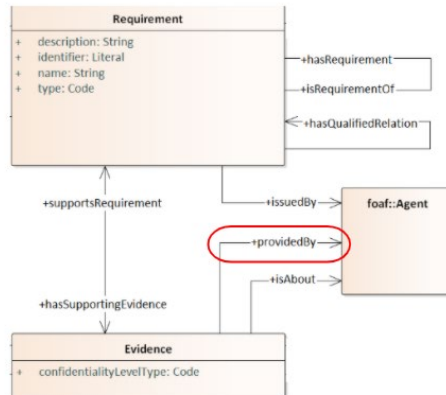 Requirement
+ description: String
+ identifier: Literal
+ name: String
+ type: Code
+hasRequirement
+isRequirementOf
+hasQualifiedRelation
+supportsRequirement
+issuedBy
foaf::Agent
+providedBy
+isAbout
+hasSupportingEvidence
Evidence
+ confidentialityLevelType: Code